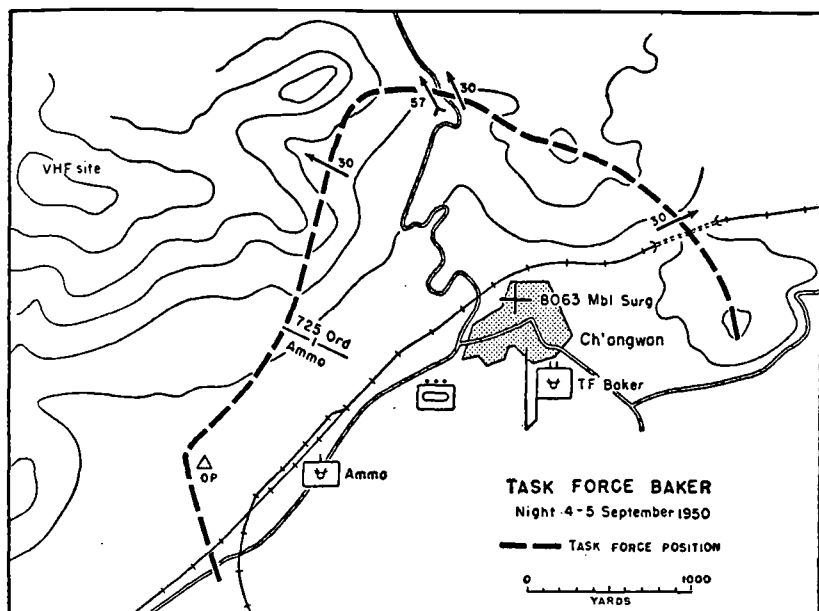 30
57
VHF site
30
30
8063 Mbl Surg
725 Ord
Ammo
Ch'angwon
TF Baker
OP
Ammo
TASK FORCE BAKER
Night 4-5 September 1950
TASK FORCE POSITION
0 1000
YARDS